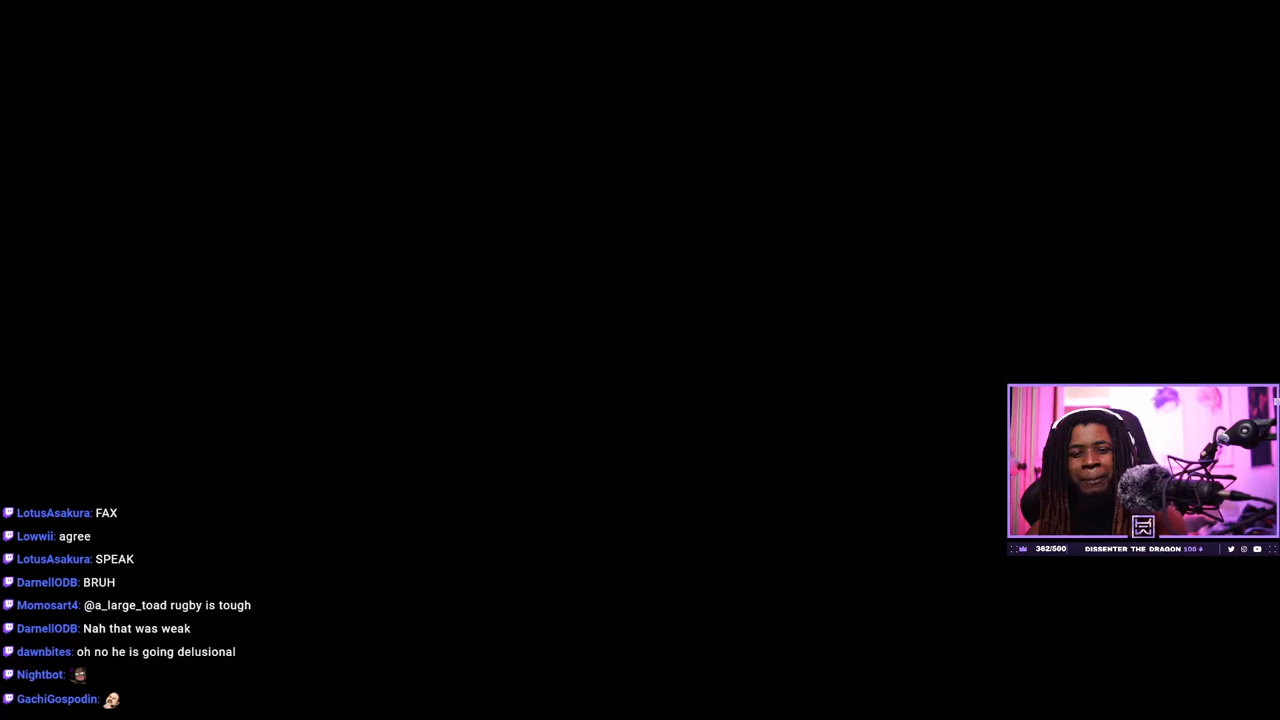 LotusAsakura: FAX
Lowwii: agree
LotusAsakura: SPEAK
DarnellODB: BRUH
Momosart4: @a_large_toad rugby is tough
DarnellODB: Nah that was weak
dawnbites: oh no he is going delusional
Nightbot:
GachiGospodin:
362/500 DISSENTER THE DRAGON 100